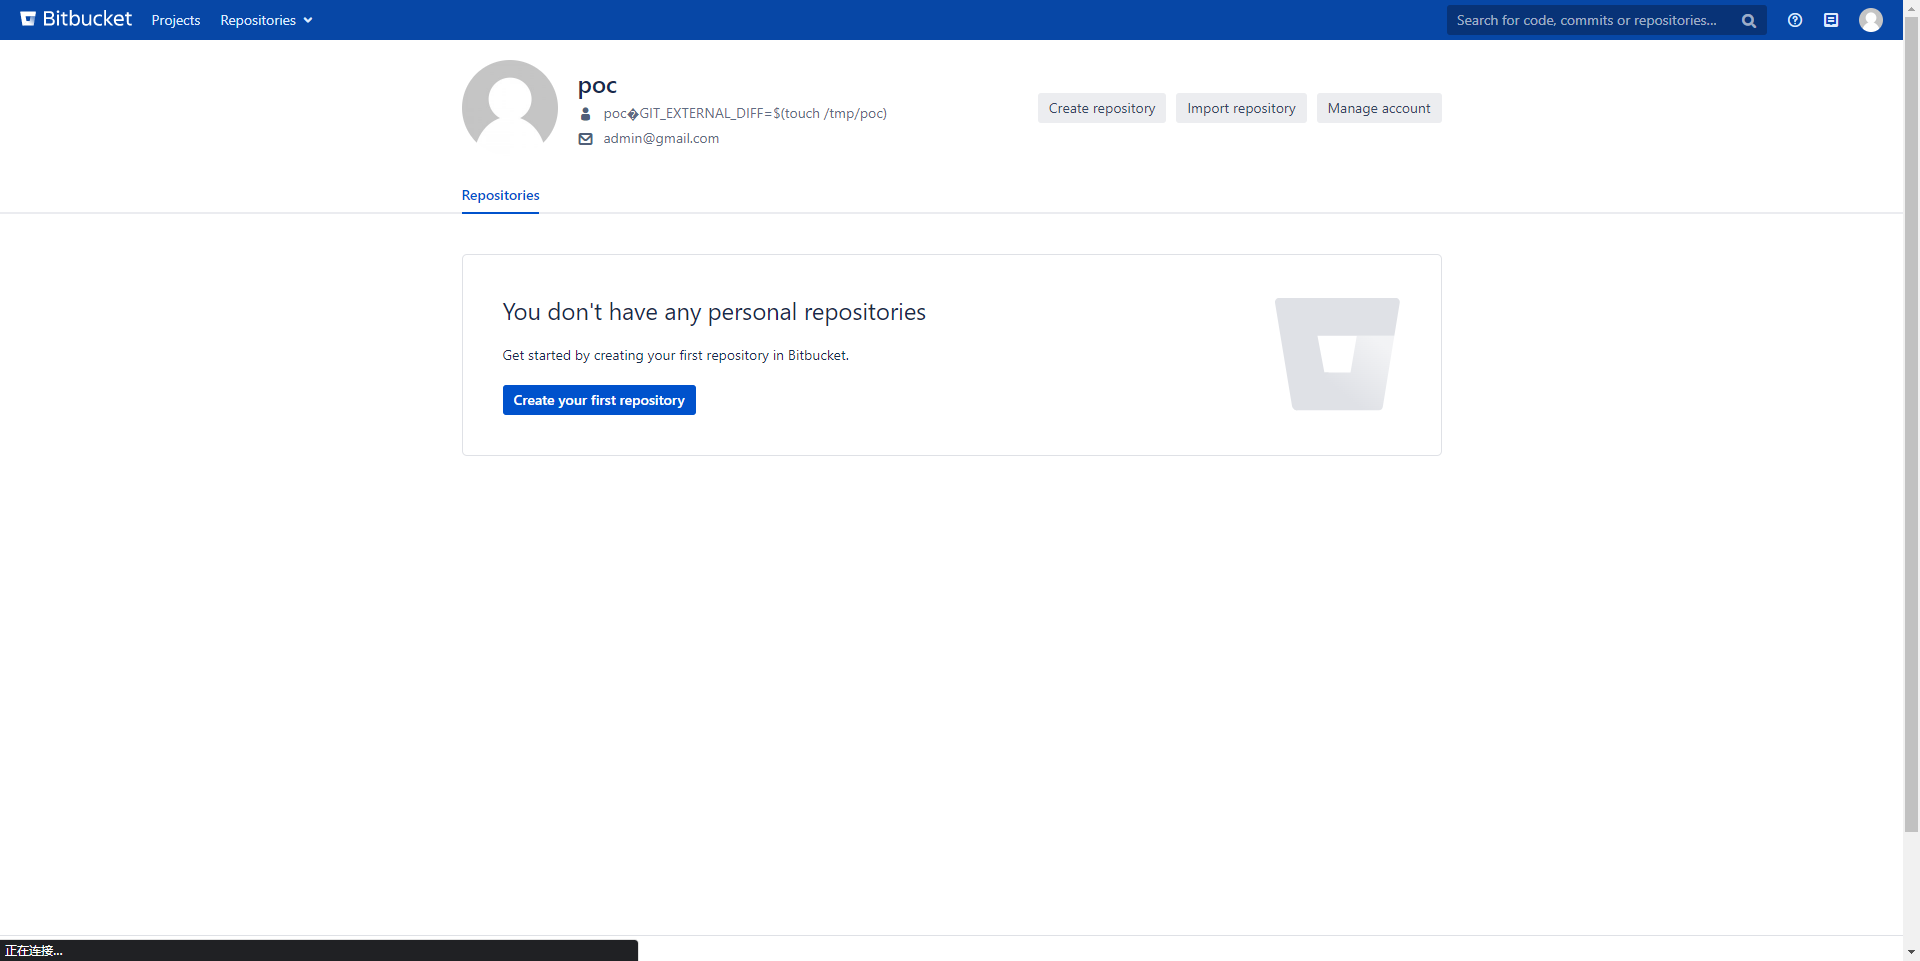 Bitbucket Projects Repositories Search for code, commits or repositories...
poc
poc�GIT_EXTERNAL_DIFF=$(touch /tmp/poc)
admin@gmail.com
Create repository Import repository Manage account
Repositories
You don't have any personal repositories
Get started by creating your first repository in Bitbucket.
Create your first repository
正在连接...